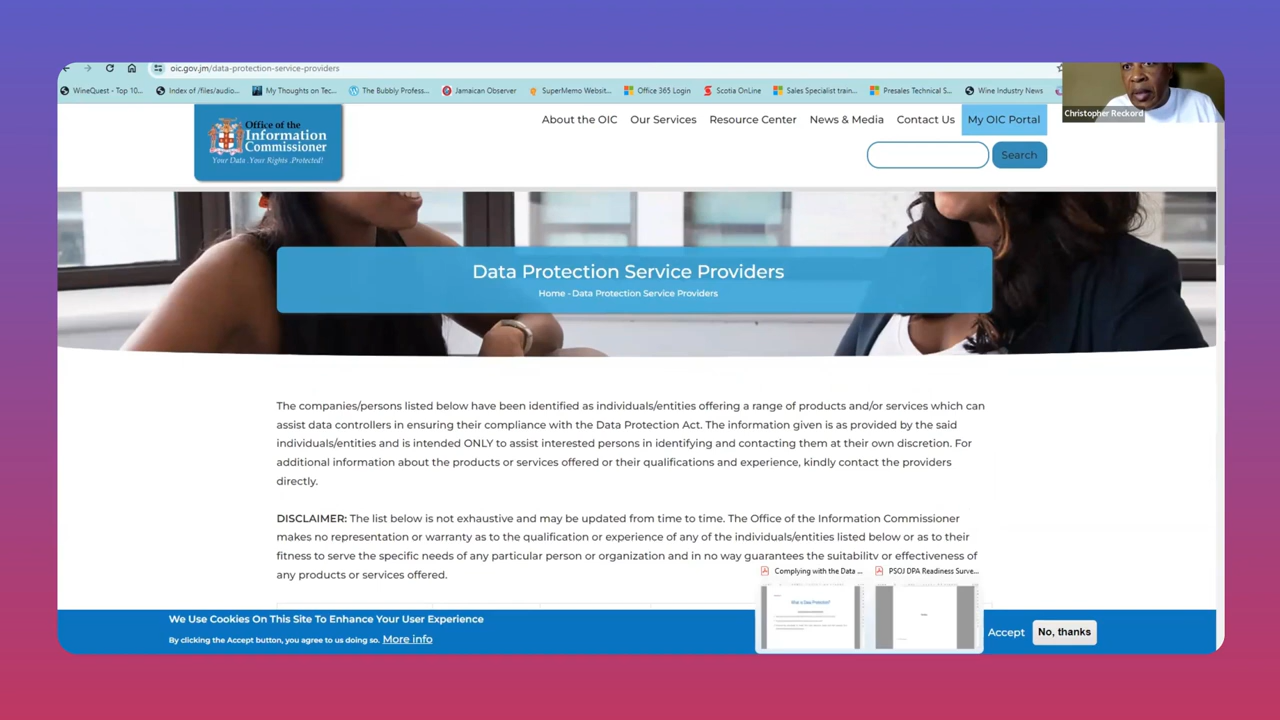 oic.gov.jm/data-protection-service-providers
WineQuest - Top 10...
Index of /files/audio...
My Thoughts on Tec...
The Bubbly Profess...
Jamaican Observer
SuperMemo Websit...
Office 365 Login
Scotia OnLine
Sales Specialist train...
Presales Technical S...
Wine Industry News
Christopher Reckord
Office of the
Information
Commissioner
Your Data .Your Rights .Protected!
About the OIC
Our Services
Resource Center
News & Media
Contact Us
My OIC Portal
Search
Data Protection Service Providers
Home - Data Protection Service Providers
The companies/persons listed below have been identified as individuals/entities offering a range of products and/or services which can
assist data controllers in ensuring their compliance with the Data Protection Act. The information given is as provided by the said
individuals/entities and is intended ONLY to assist interested persons in identifying and contacting them at their own discretion. For
additional information about the products or services offered or their qualifications and experience, kindly contact the providers
directly.
DISCLAIMER: The list below is not exhaustive and may be updated from time to time. The Office of the Information Commissioner
makes no representation or warranty as to the qualification or experience of any of the individuals/entities listed below or as to their
fitness to serve the specific needs of any particular person or organization and in no way guarantees the suitability or effectiveness of
any products or services offered.
Complying with the Data ...
PSOJ DPA Readiness Surve...
What is Data Protection?
We Use Cookies On This Site To Enhance Your User Experience
By clicking the Accept button, you agree to us doing so. More info
Accept
No, thanks